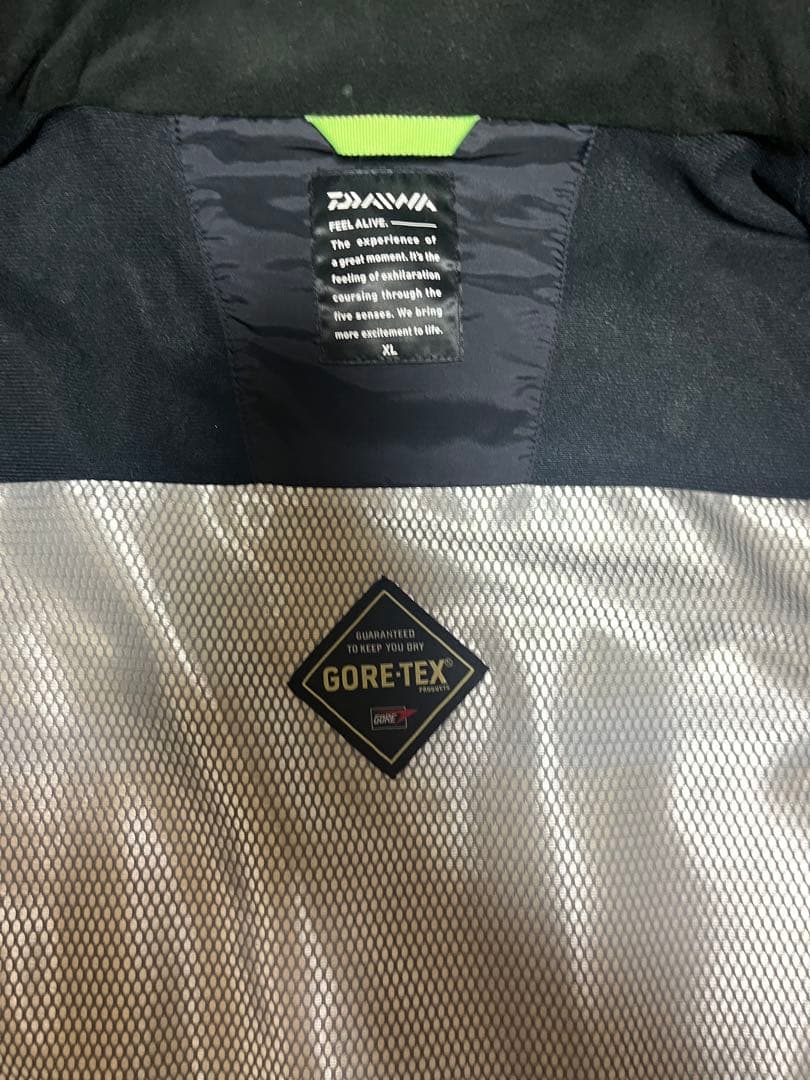 DAIWA
FEEL ALIVE.
The experience of
a great moment. It's the
feeling of exhilaration
coursing through the
five senses. We bring
more excitement to life.
XL
GUARANTEED
TO KEEP YOU DRY
GORE-TEX®
PRODUCTS
GORE